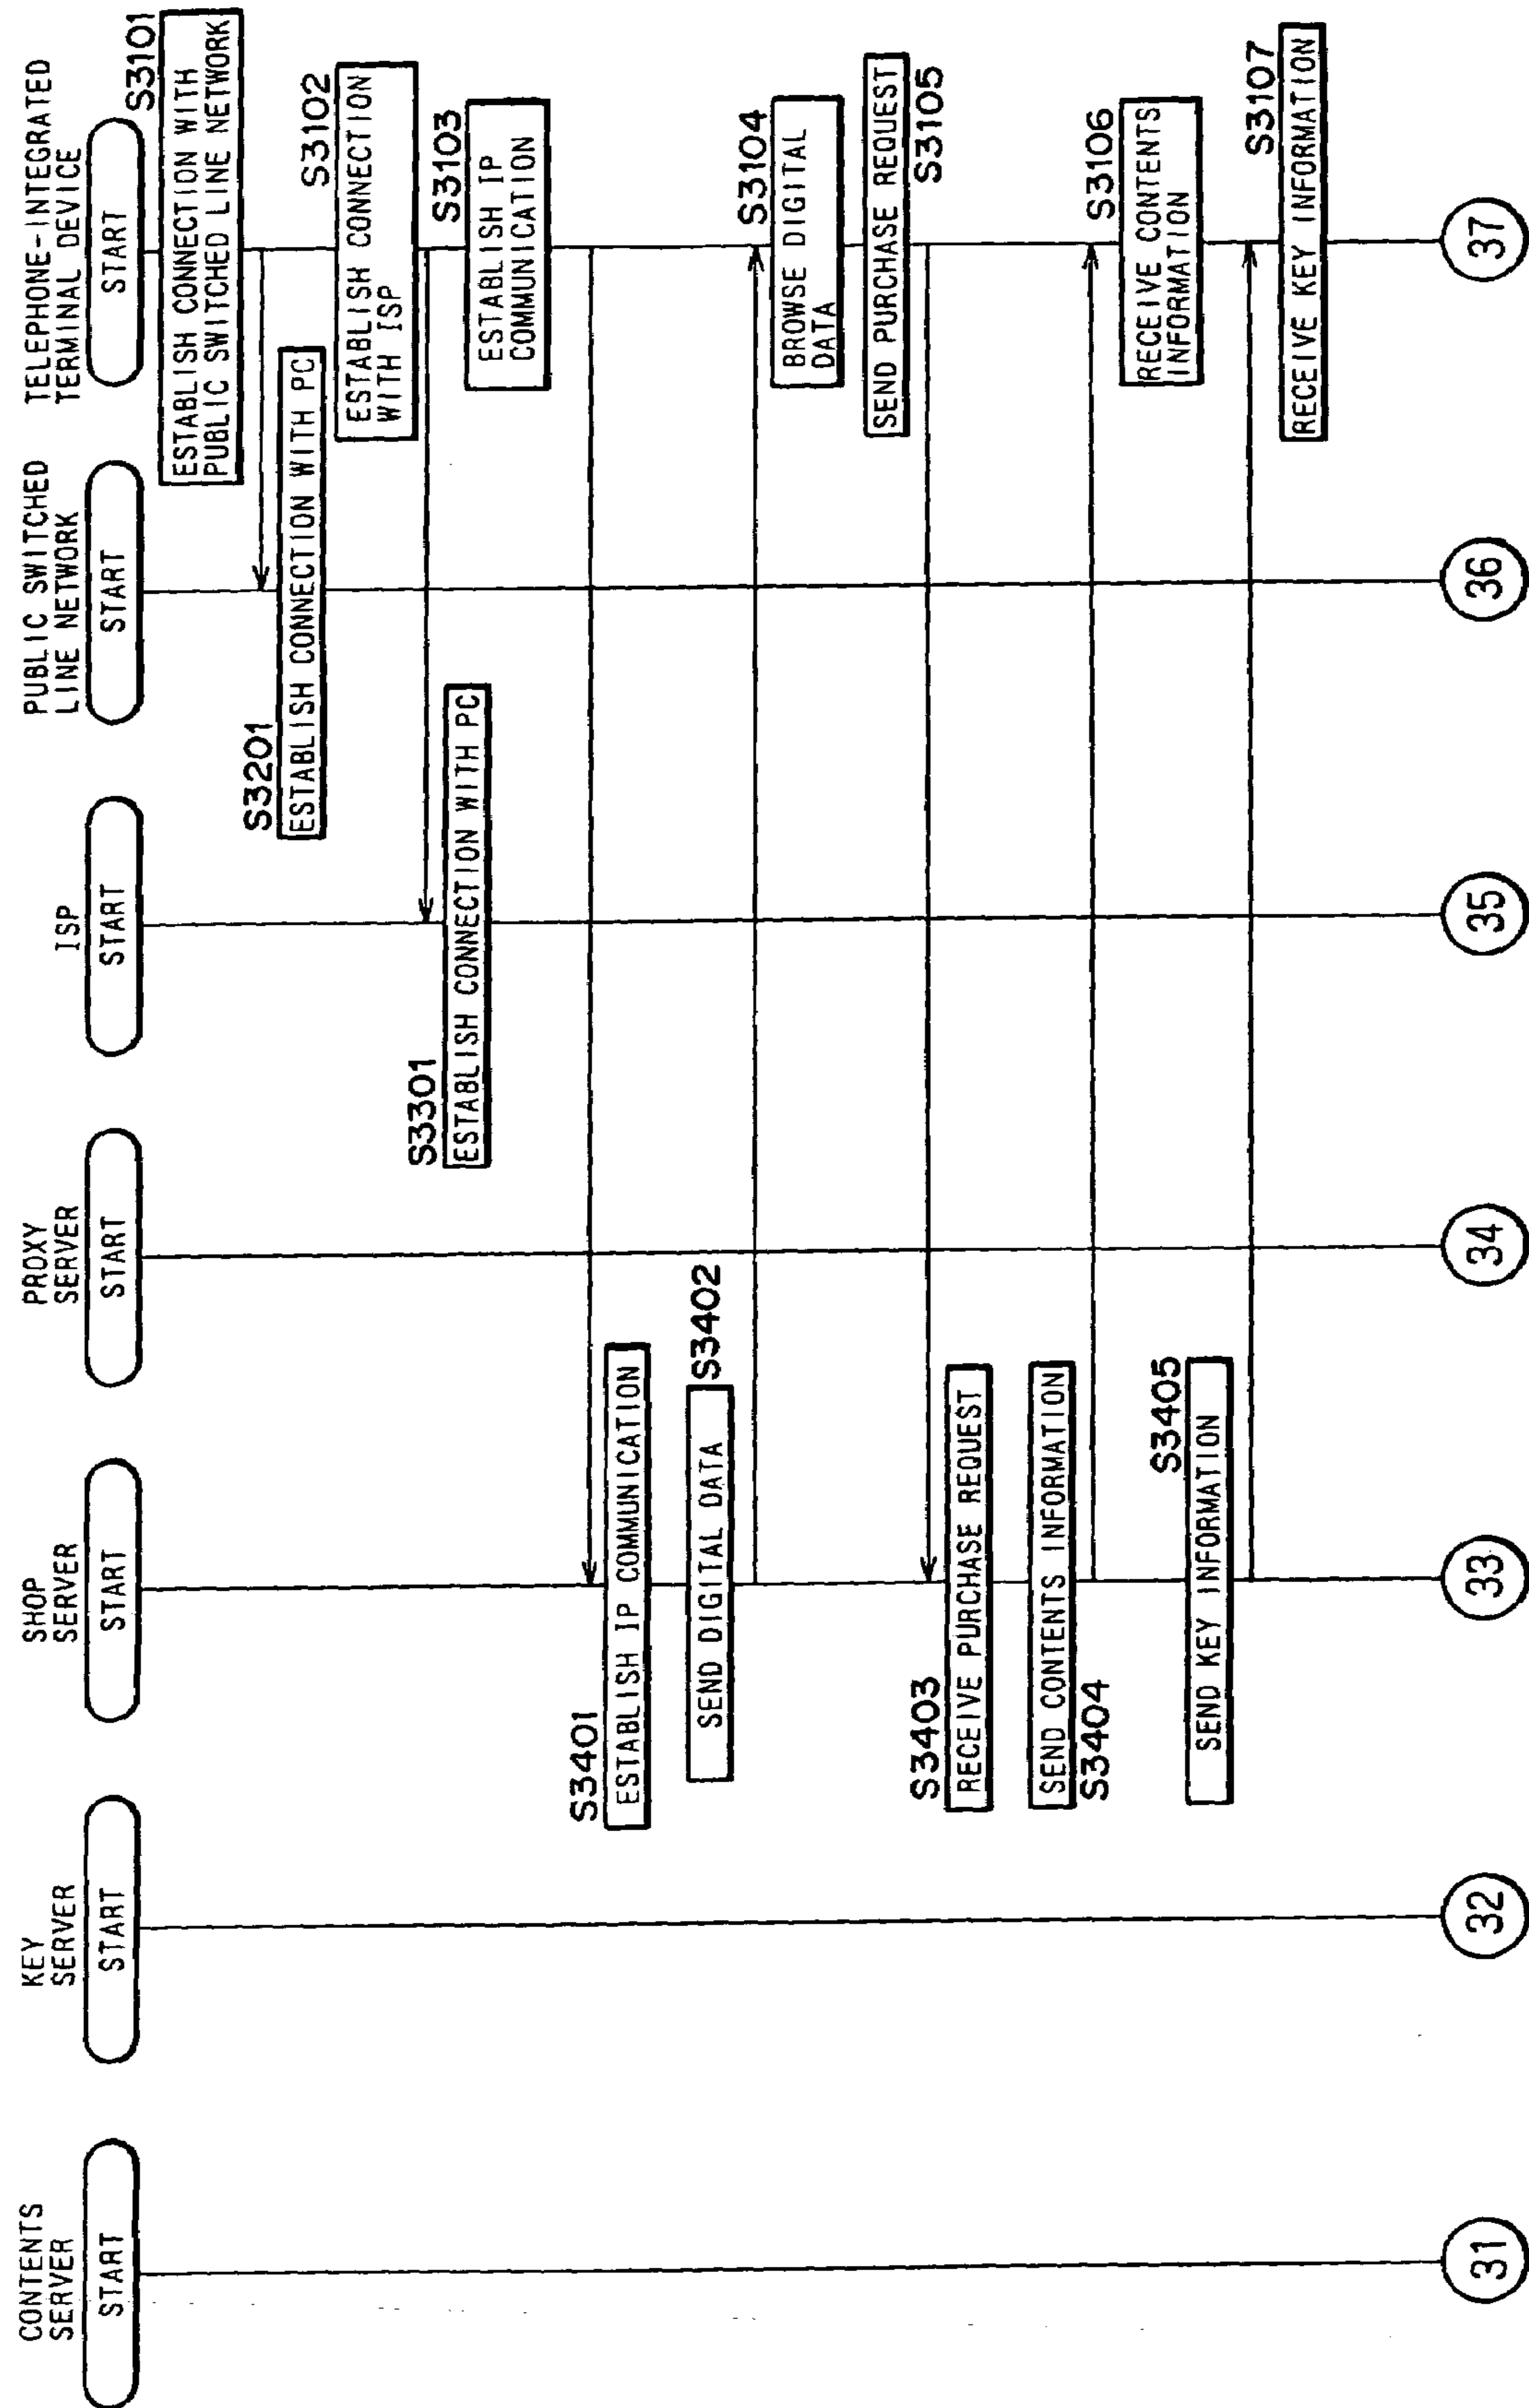 CONTENTS
SERVER
START
KEY
SERVER
START
SHOP
SERVER
START
PROXY
SERVER
START
ISP
START
PUBLIC SWITCHED
LINE NETWORK
START
TELEPHONE-INTEGRATED
TERMINAL DEVICE
START
S3101
ESTABLISH CONNECTION WITH
PUBLIC SWITCHED LINE NETWORK
S3201
ESTABLISH CONNECTION WITH PC
S3102
ESTABLISH CONNECTION
WITH ISP
S3301
ESTABLISH CONNECTION WITH PC
S3103
ESTABLISH IP
COMMUNICATION
S3401
ESTABLISH IP COMMUNICATION
SEND DIGITAL DATA
S3402
S3104
BROWSE DIGITAL
DATA
SEND PURCHASE REQUEST
S3105
S3403
RECEIVE PURCHASE REQUEST
SEND CONTENTS INFORMATION
S3404
S3106
RECEIVE CONTENTS
INFORMATION
S3405
SEND KEY INFORMATION
S3107
RECEIVE KEY INFORMATION
31
32
33
34
35
36
37